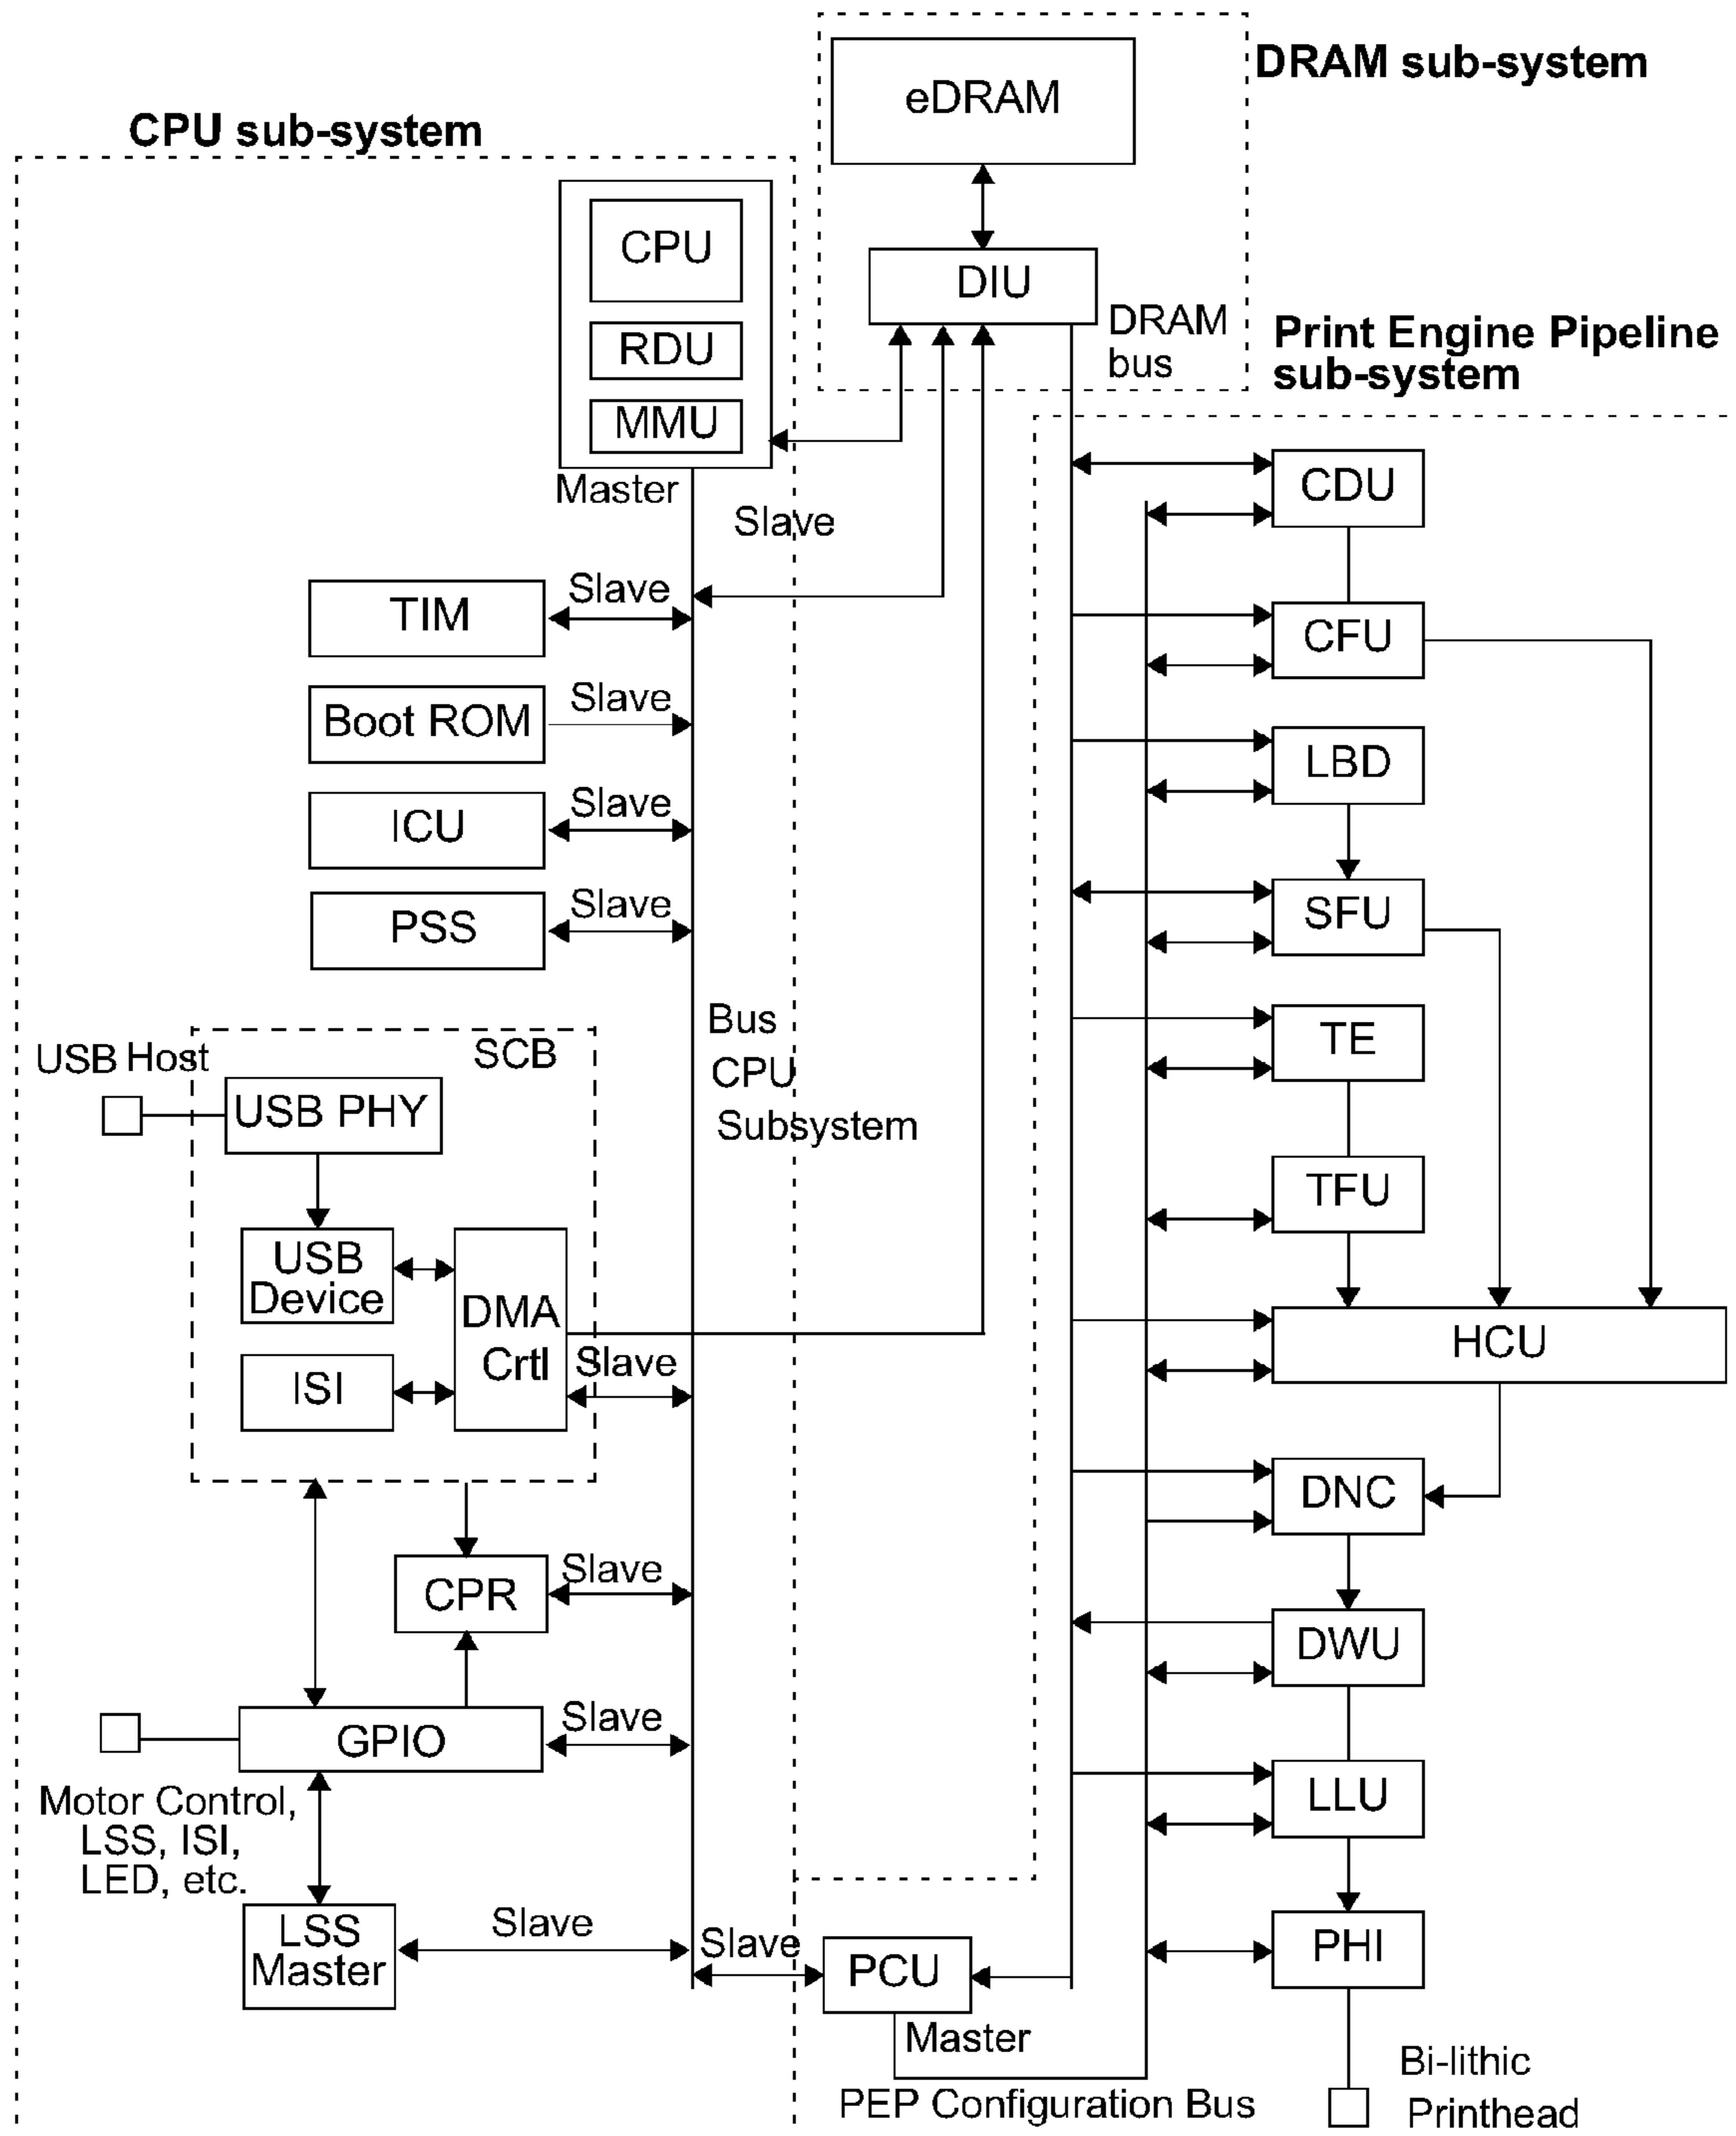 DRAM sub-system
eDRAM
CPU sub-system
CPU
DIU
RDU
DRAM
bus
Print Engine Pipeline
sub-system
MMU
Master
Slave
CDU
TIM
Slave
CFU
Boot ROM
Slave
LBD
ICU
Slave
PSS
Slave
SFU
Bus
CPU
Subsystem
USB Host
SCB
USB PHY
TE
TFU
USB
Device
DMA
Crtl
ISI
Slave
HCU
DNC
CPR
Slave
DWU
GPIO
Slave
Motor Control,
LSS, ISI,
LED, etc.
LLU
LSS
Master
Slave
Slave
PCU
PHI
Master
PEP Configuration Bus
Bi-lithic
Printhead